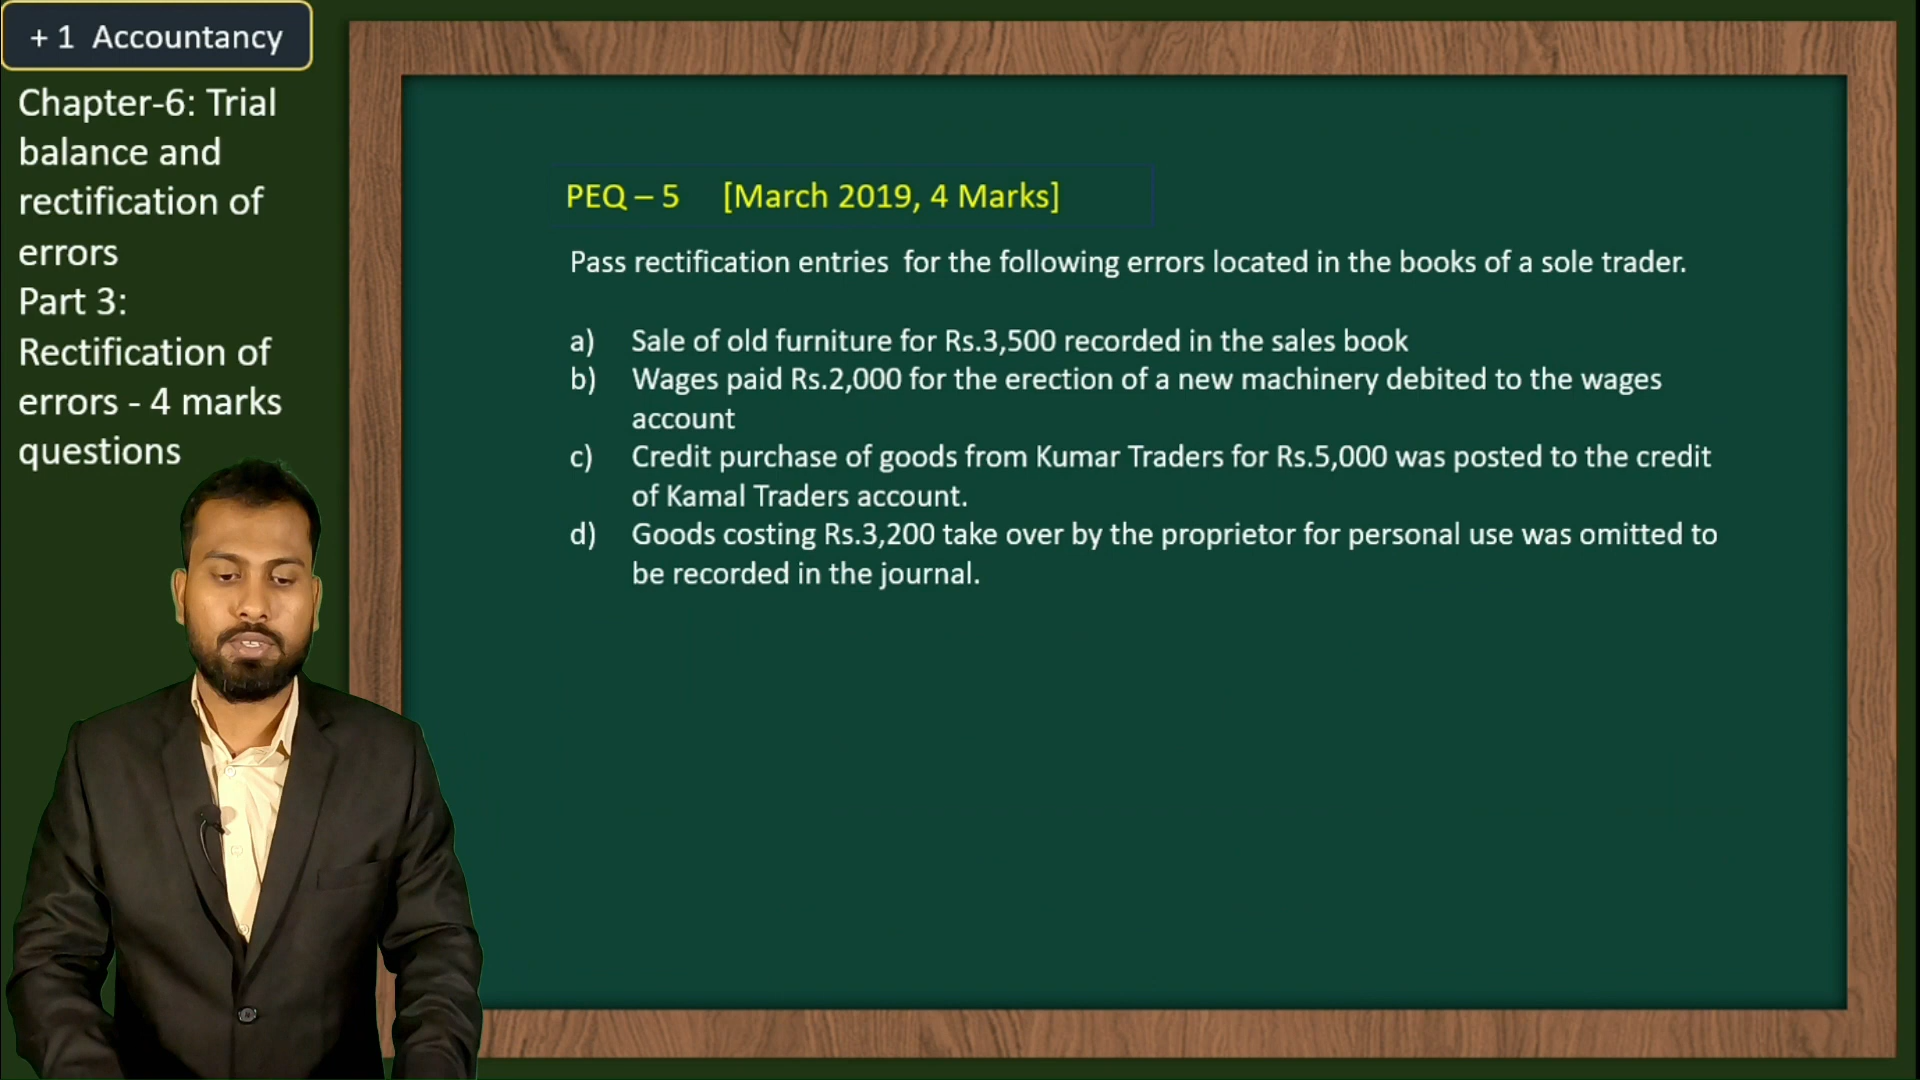 + 1 Accountancy
Chapter-6: Trial
balance and
rectification of
errors
Part 3:
Rectification of
errors - 4 marks
questions
PEQ – 5 [March 2019, 4 Marks]
Pass rectification entries for the following errors located in the books of a sole trader.
a) Sale of old furniture for Rs.3,500 recorded in the sales book
b) Wages paid Rs.2,000 for the erection of a new machinery debited to the wages
account
c) Credit purchase of goods from Kumar Traders for Rs.5,000 was posted to the credit
of Kamal Traders account.
d) Goods costing Rs.3,200 take over by the proprietor for personal use was omitted to
be recorded in the journal.